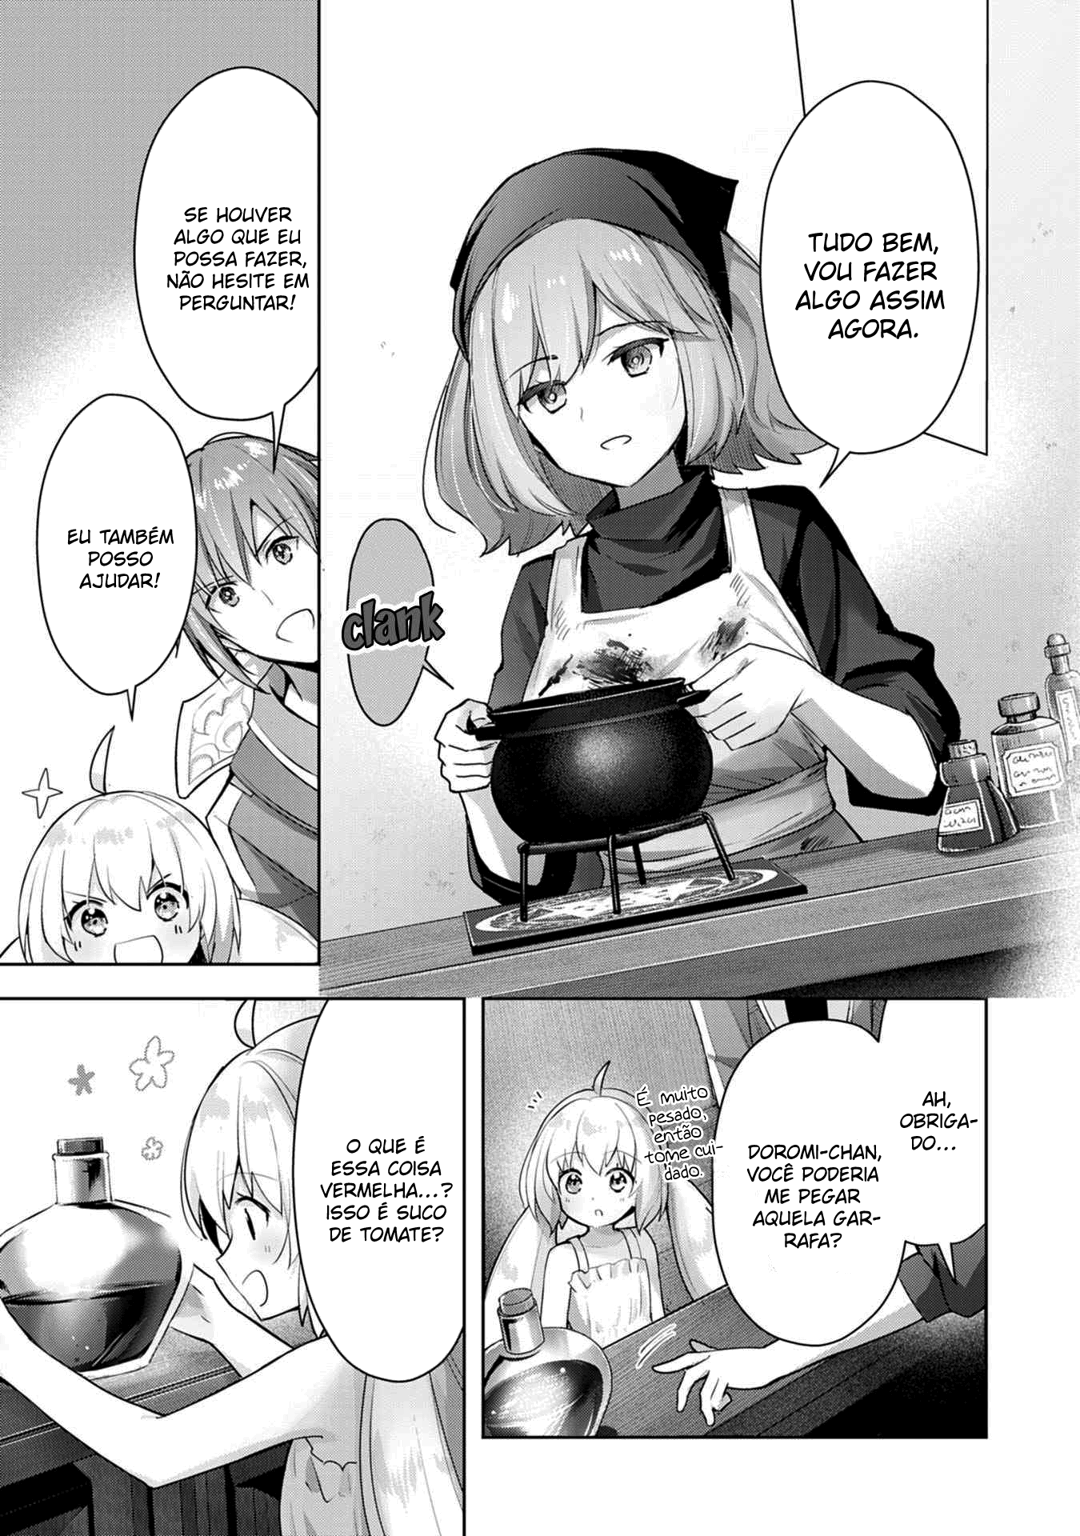 TUDO BEM,
VOU FAZER
ALGO ASSIM
AGORA.
clank
SE HOUVER
ALGO QUE EU
POSSA FAZER,
NÃO HESITE EM
PERGUNTAR!
EU TAMBÉM
POSSO
AJUDAR!
AH,
OBRIGA-
DO...
DOROMI-CHAN,
VOCÊ PODERIA
ME PEGAR
AQUELA GAR-
RAFA?
É muito
pesado,
então
tome cui-
dado.
O QUE É
ESSA COISA
VERMELHA...?
ISSO É SUCO
DE TOMATE?